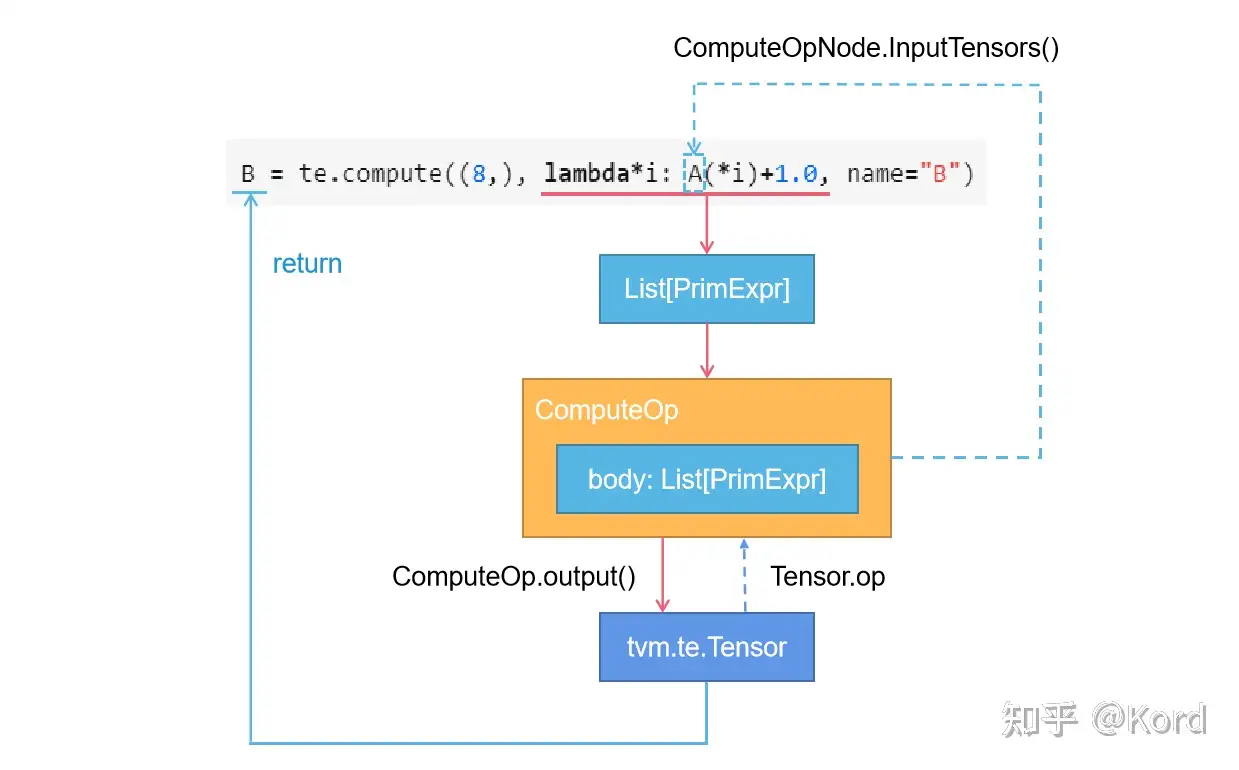 ComputeOpNode.InputTensors()
B = te.compute((8,), lambda*i: A(*i)+1.0, name="B")
return
List[PrimExpr]
ComputeOp
body: List[PrimExpr]
ComputeOp.output()
Tensor.op
tvm.te.Tensor
知乎 @Kord